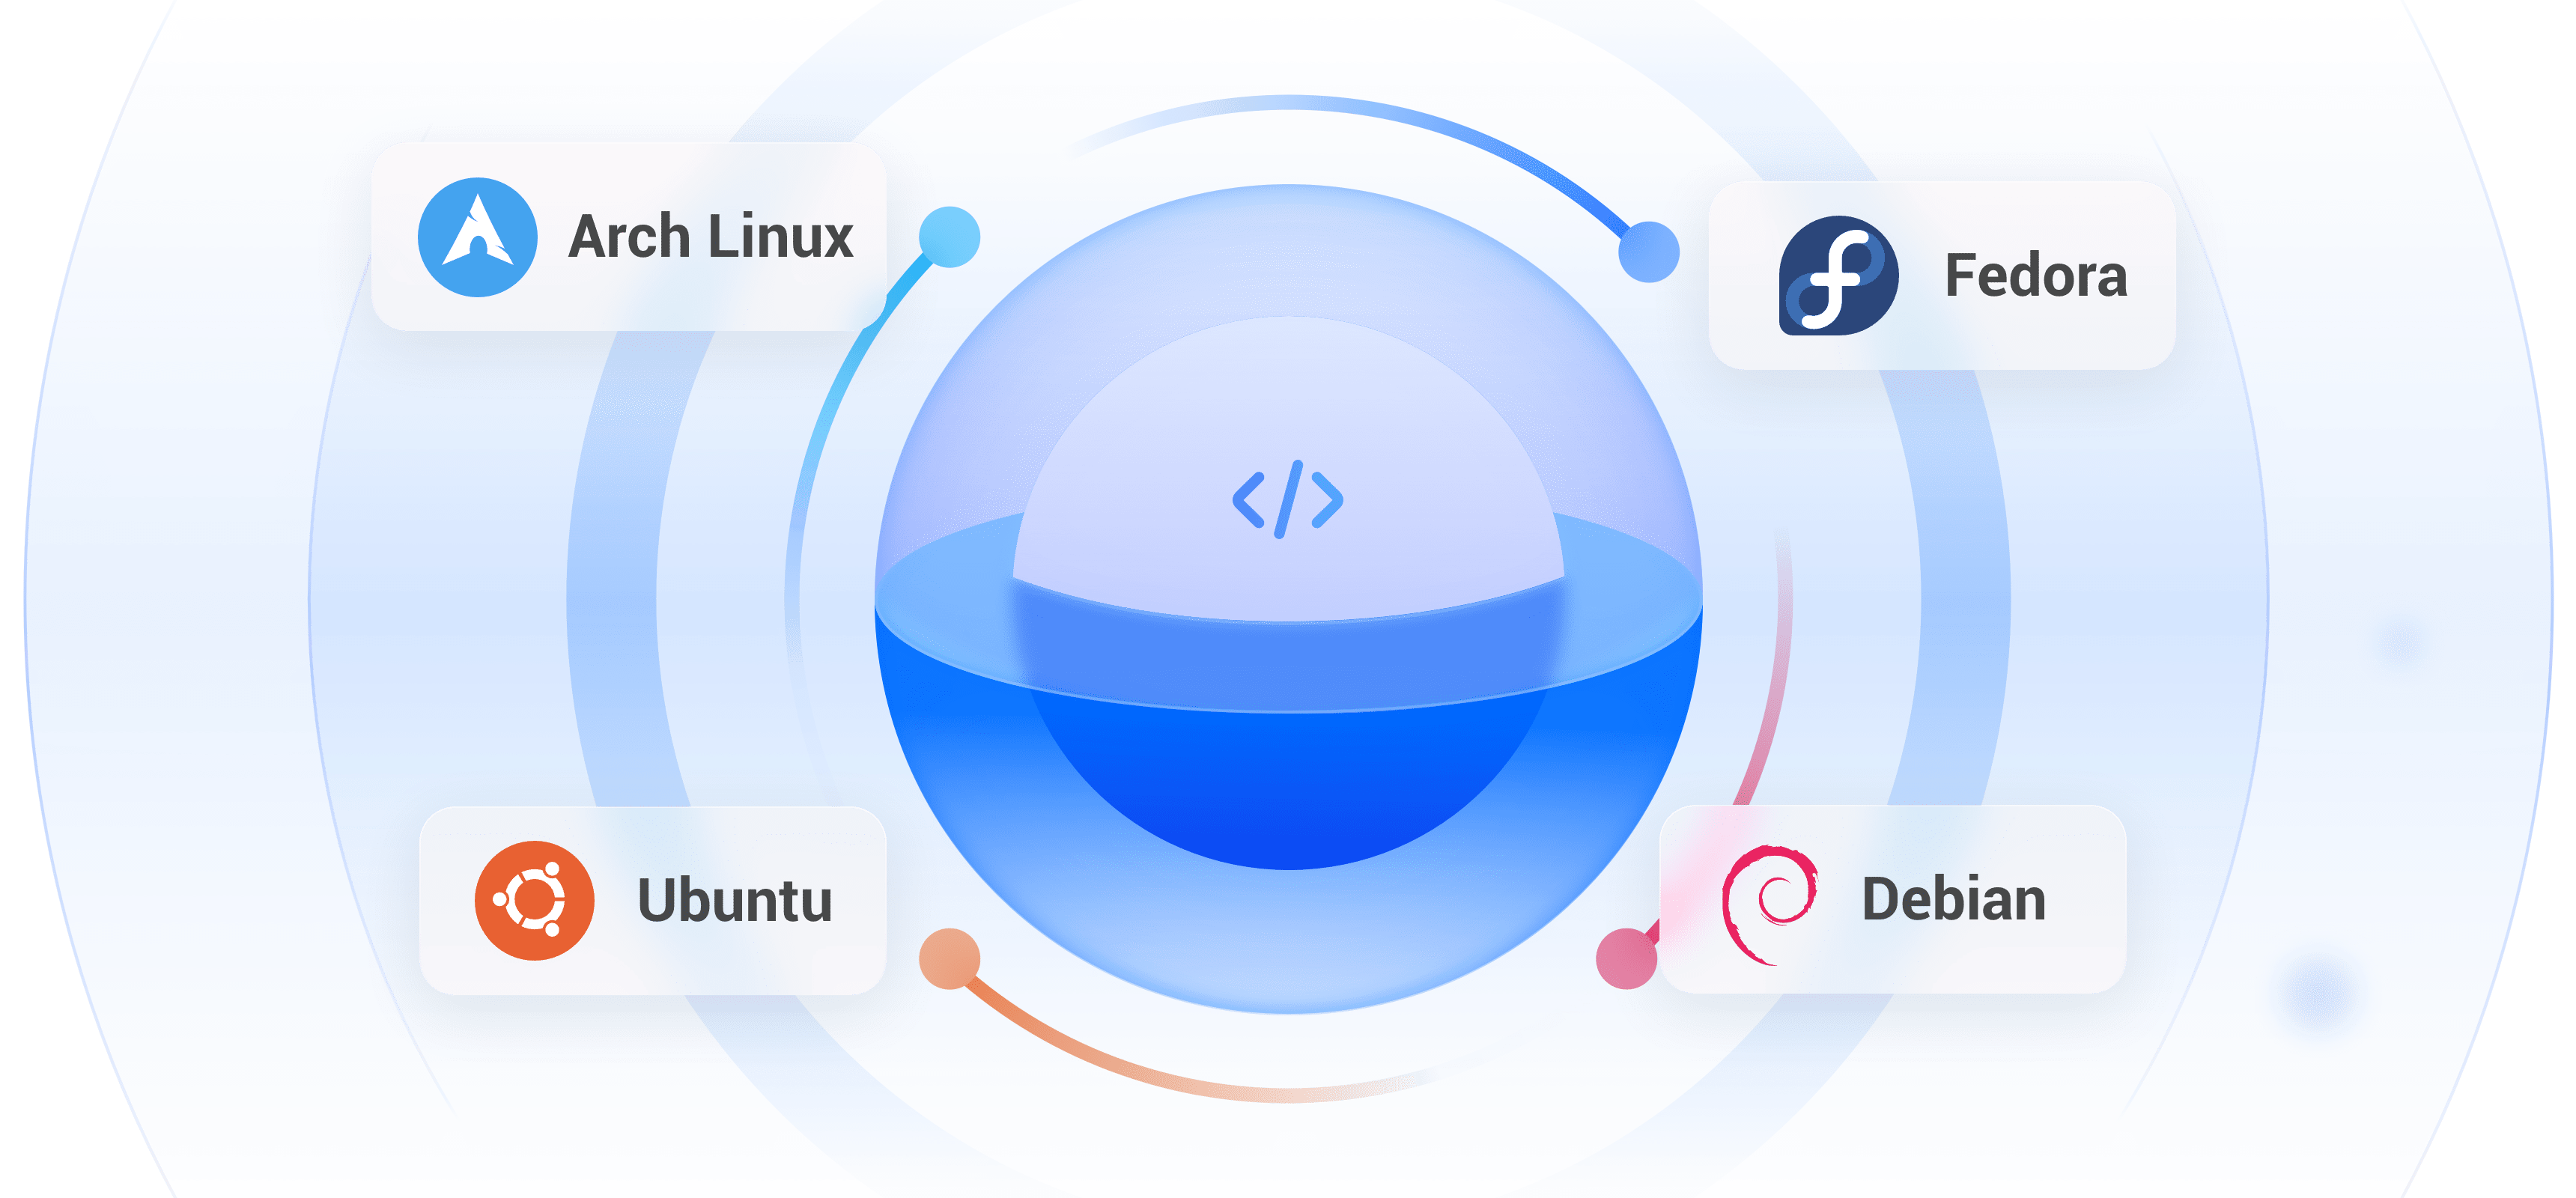 Arch Linux
Fedora
</>
Ubuntu
Debian